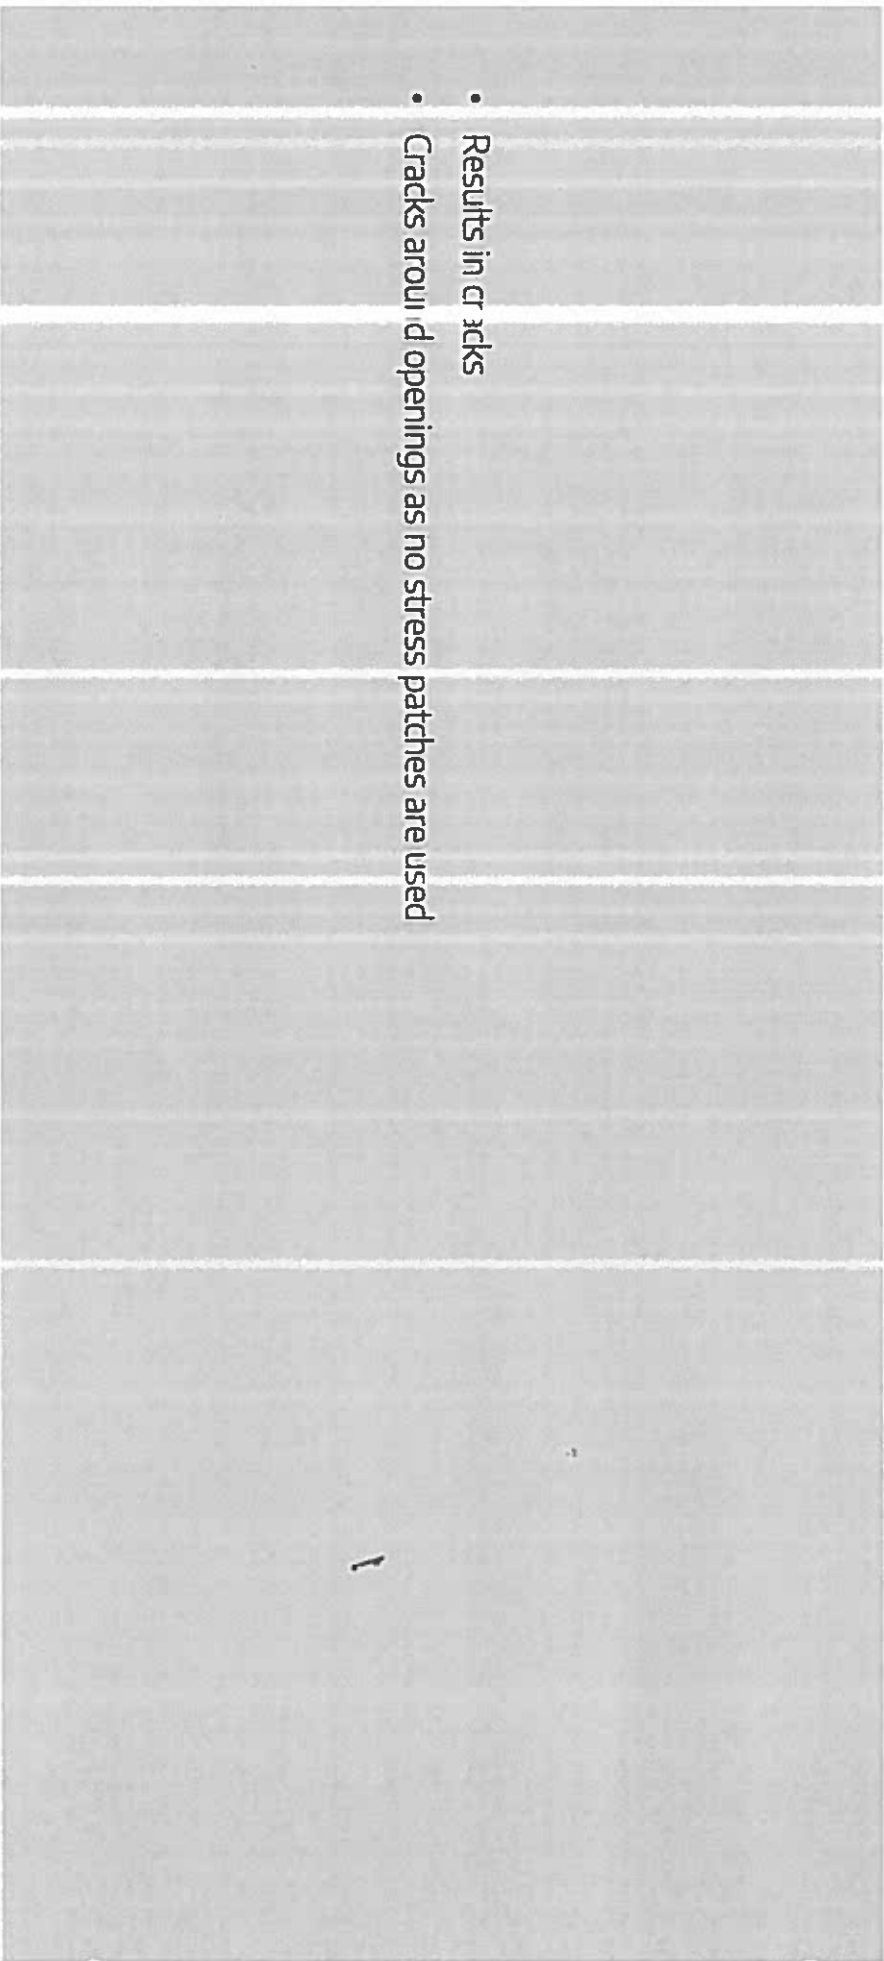 • Results in cracks
• Cracks around openings as no stress patches are used